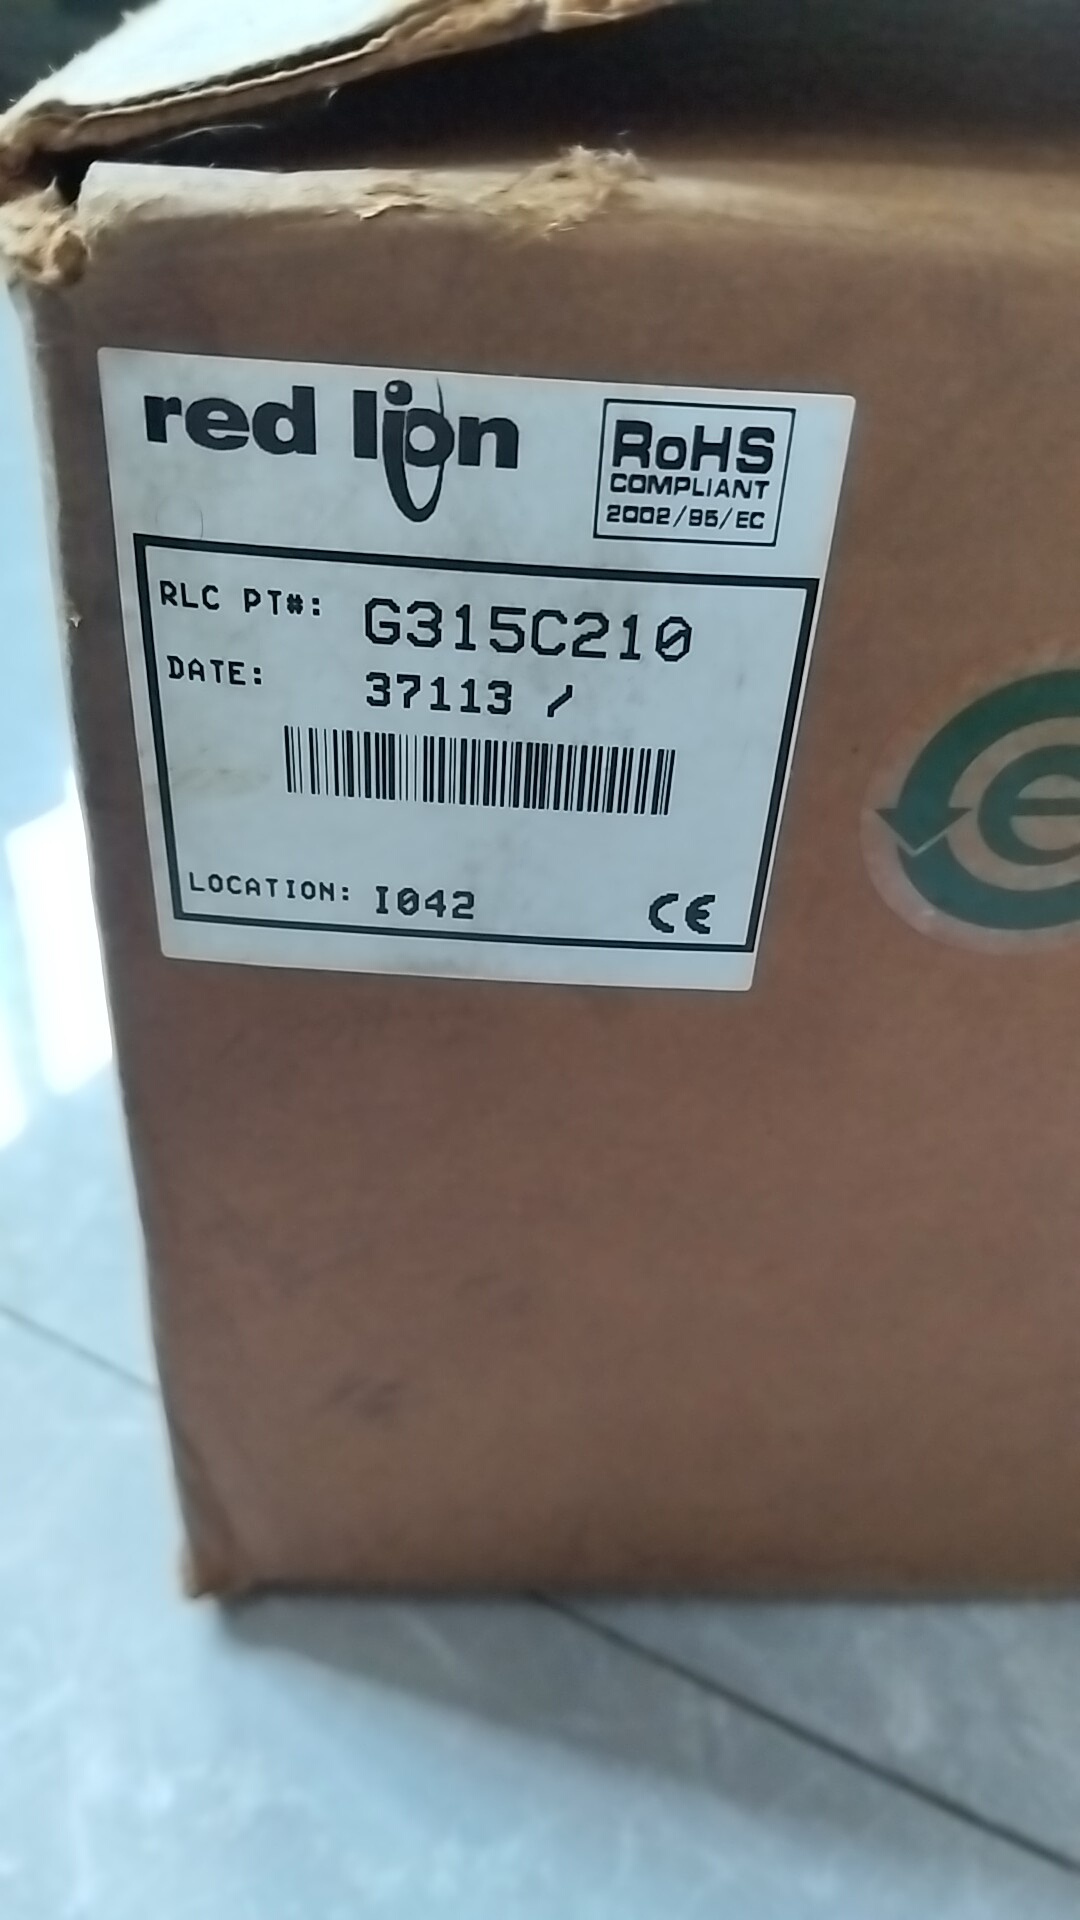 red lion
RoHS
COMPLIANT
2002/95/EC
RLC PT#: G315C210
DATE: 37113 /
LOCATION: I042
CE
e